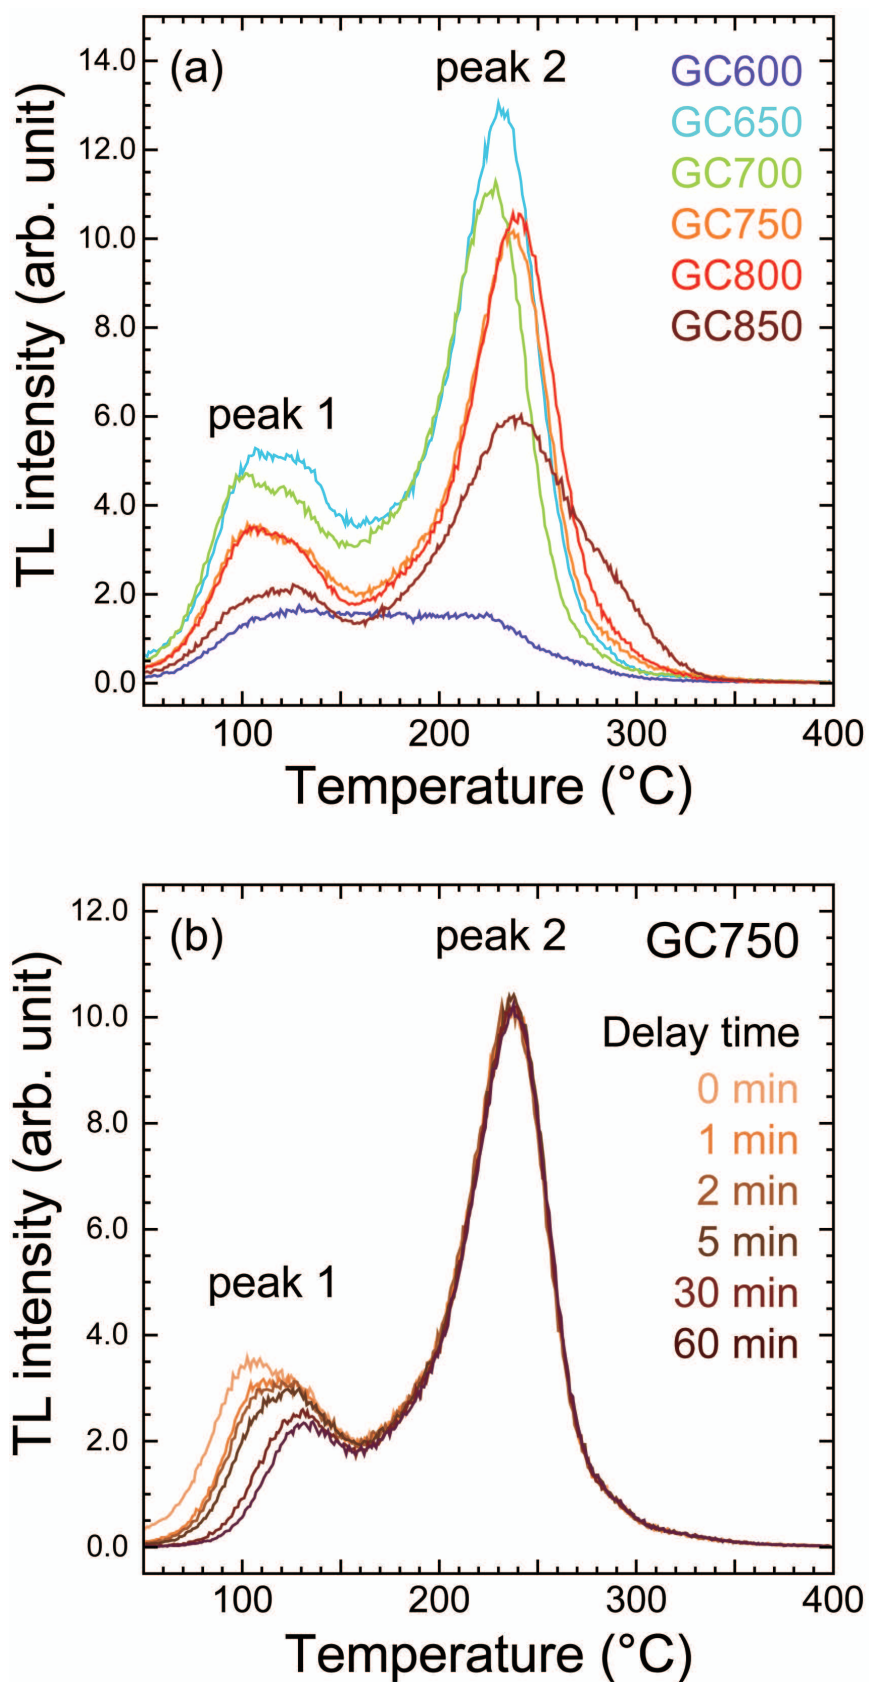 (a)
peak 2
GC600
GC650
GC700
GC750
GC800
GC850
peak 1
TL intensity (arb. unit)
14.0
12.0
10.0
8.0
6.0
4.0
2.0
0.0
100
200
300
400
Temperature (°C)
(b)
peak 2
GC750
Delay time
0 min
1 min
2 min
5 min
30 min
60 min
peak 1
TL intensity (arb. unit)
12.0
10.0
8.0
6.0
4.0
2.0
0.0
100
200
300
400
Temperature (°C)